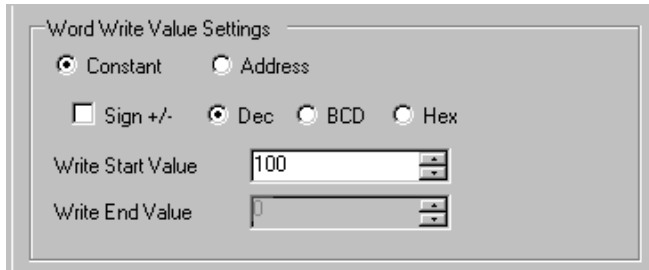 Word Write Value Settings
Constant Address
Sign +/- Dec BCD Hex
Write Start Value 100
Write End Value 0